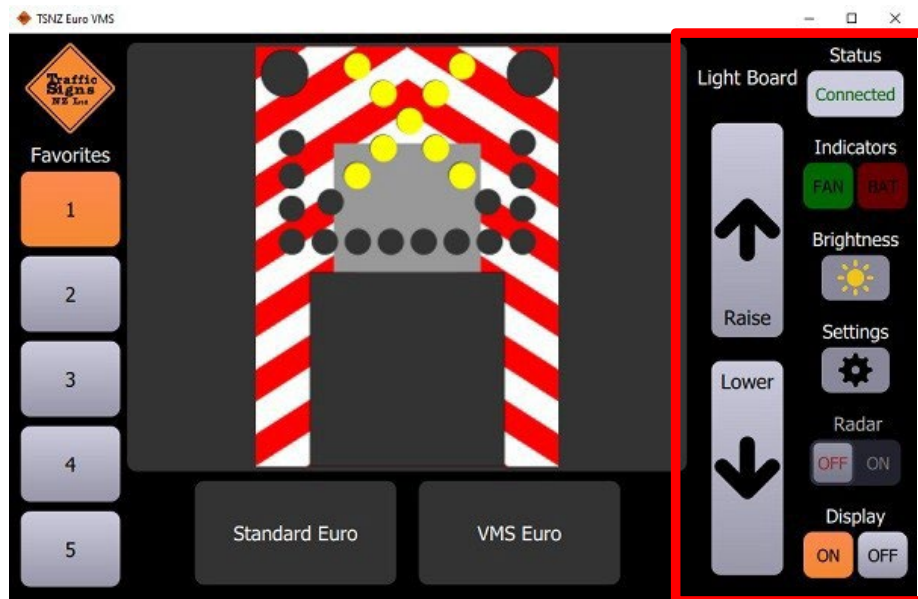 TSNZ Euro VMS
Traffic
Signs
NZ Ltd
Favorites
1
2
3
4
5
Standard Euro
VMS Euro
Light Board
Raise
Lower
Status
Connected
Indicators
FAN BAT
Brightness
Settings
Radar
OFF ON
Display
ON OFF